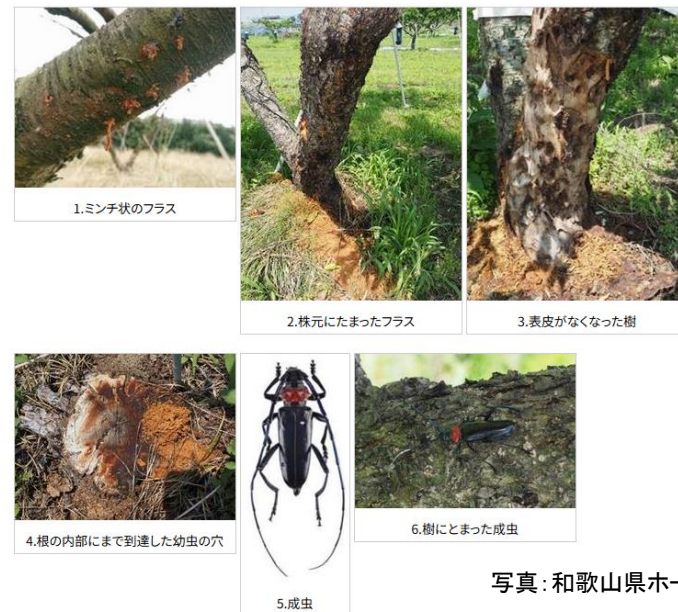 1.ミンチ状のフラス
2.株元にたまったフラス
3.表皮がなくなった樹
4.根の内部にまで到達した幼虫の穴
5.成虫
6.樹にとまった成虫
写真：和歌山県ホー